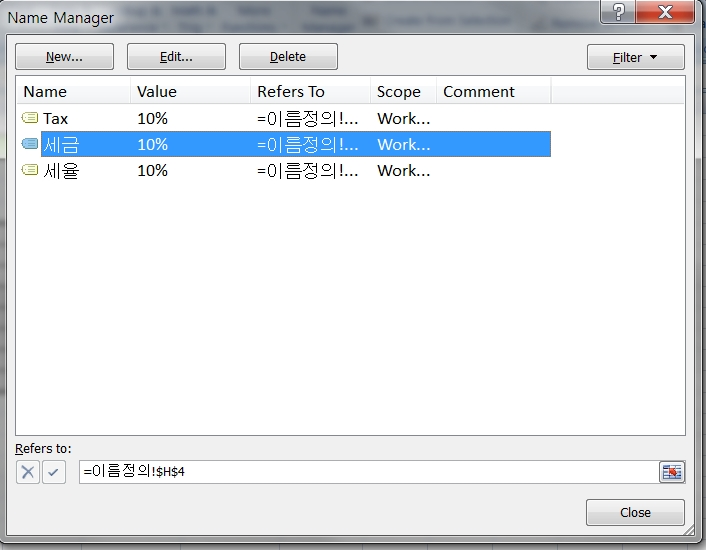 Name Manager
New... Edit... Delete Filter
Name Value Refers To Scope Comment
Tax 10% =이름정의!... Work...
세금 10% =이름정의!... Work...
세율 10% =이름정의!... Work...
Refers to:
=이름정의!$H$4
Close